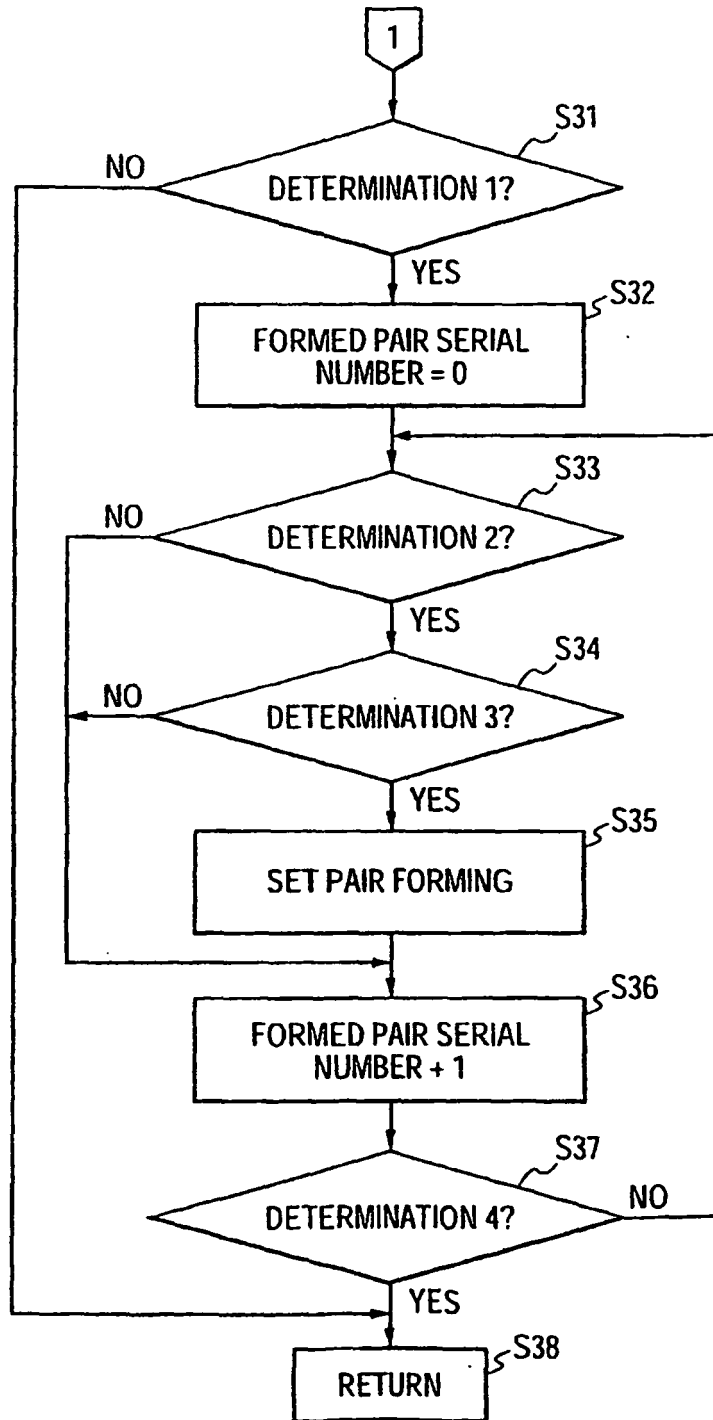 1
S31
NO
DETERMINATION 1?
YES
S32
FORMED PAIR SERIAL
NUMBER = 0
S33
NO
DETERMINATION 2?
YES
S34
NO
DETERMINATION 3?
YES
S35
SET PAIR FORMING
S36
FORMED PAIR SERIAL
NUMBER + 1
S37
NO
DETERMINATION 4?
YES
S38
RETURN